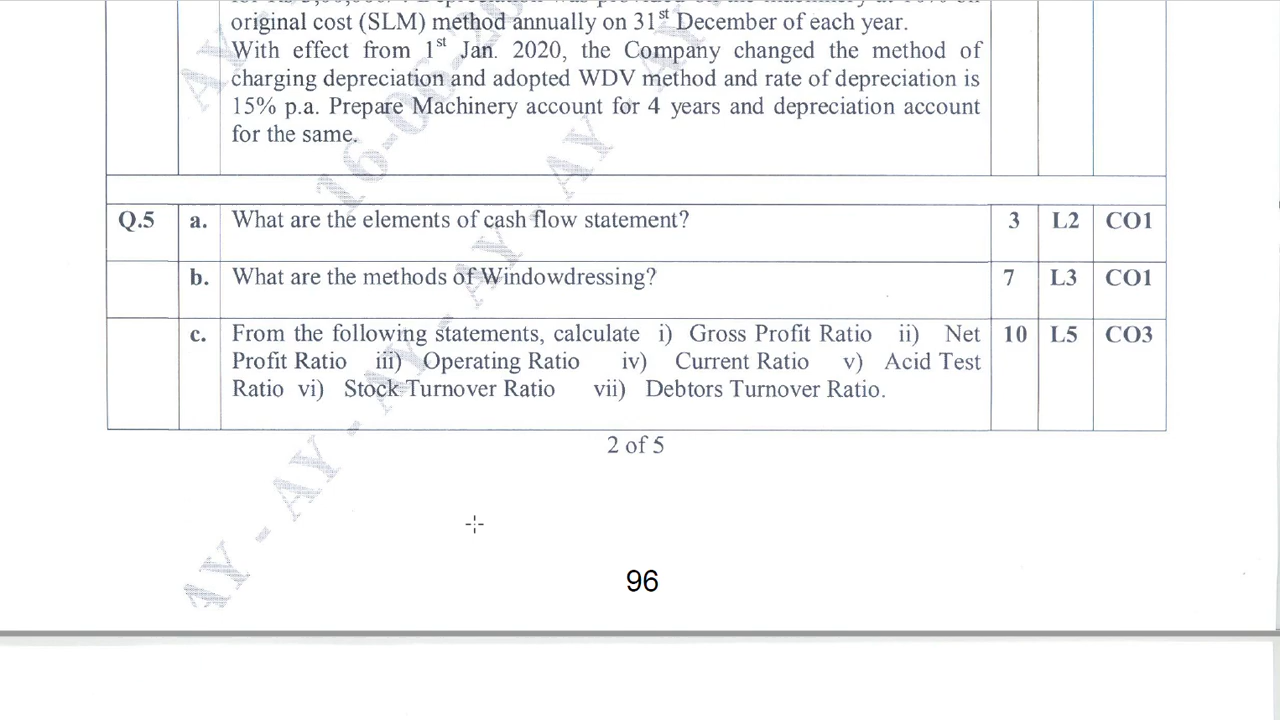 original cost (SLM) method annually on 31st December of each year.
With effect from 1st Jan. 2020, the Company changed the method of
charging depreciation and adopted WDV method and rate of depreciation is
15% p.a. Prepare Machinery account for 4 years and depreciation account
for the same.
Q.5 a. What are the elements of cash flow statement? 3 L2 CO1
b. What are the methods of Windowdressing? 7 L3 CO1
c. From the following statements, calculate i) Gross Profit Ratio ii) Net 10 L5 CO3
Profit Ratio iii) Operating Ratio iv) Current Ratio v) Acid Test
Ratio vi) Stock Turnover Ratio vii) Debtors Turnover Ratio.
2 of 5
AY - AY - AY - AY - AY
96